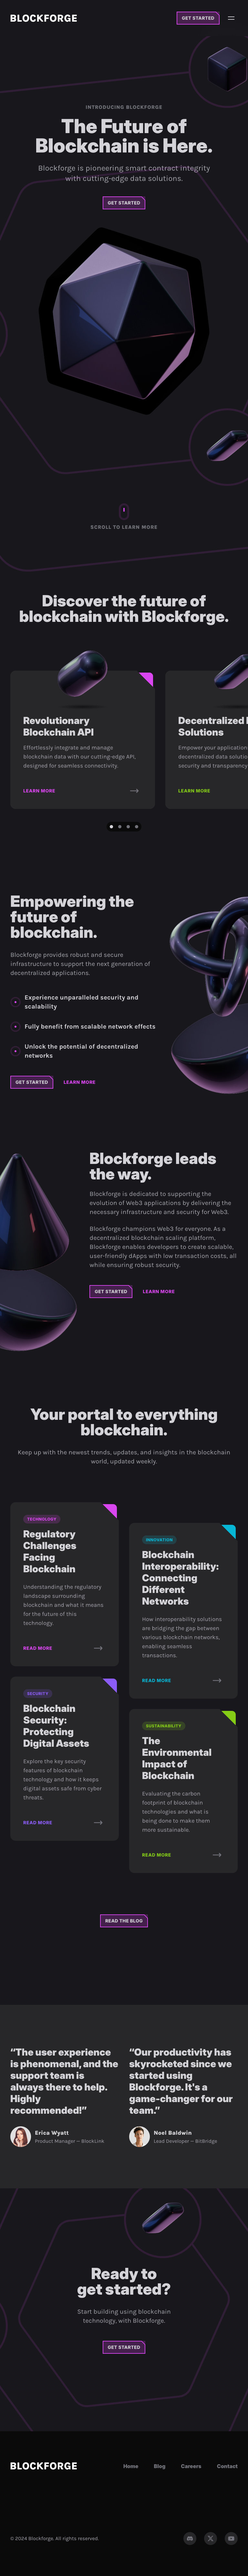 BLOCKFORGE
GET STARTED
INTRODUCING BLOCKFORGE
The Future of
Blockchain is Here.
Blockforge is pioneering smart contract integrity
with cutting-edge data solutions.
GET STARTED
SCROLL TO LEARN MORE
Discover the future of
blockchain with Blockforge.
Revolutionary
Blockchain API
Effortlessly integrate and manage
blockchain data with our cutting-edge API,
designed for seamless connectivity.
LEARN MORE
Decentralized
Solutions
Empower your application
decentralized data solution
security and transparency
LEARN MORE
Empowering the
future of
blockchain.
Blockforge provides robust and secure
infrastructure to support the next generation of
decentralized applications.
Experience unparalleled security and
scalability
Fully benefit from scalable network effects
Unlock the potential of decentralized
networks
GET STARTED
LEARN MORE
Blockforge leads
the way.
Blockforge is dedicated to supporting the
evolution of Web3 applications by delivering the
necessary infrastructure and security for Web3.
Blockforge champions Web3 for everyone. As a
decentralized blockchain scaling platform,
Blockforge enables developers to create scalable,
user-friendly dApps with low transaction costs, all
while ensuring robust security.
GET STARTED
LEARN MORE
Your portal to everything
blockchain.
Keep up with the newest trends, updates, and insights in the blockchain
world, updated weekly.
TECHNOLOGY
Regulatory
Challenges
Facing
Blockchain
Understanding the regulatory
landscape surrounding
blockchain and what it means
for the future of this
technology.
READ MORE
INNOVATION
Blockchain
Interoperability:
Connecting
Different
Networks
How interoperability solutions
are bridging the gap between
various blockchain networks,
enabling seamless
transactions.
READ MORE
SECURITY
Blockchain
Security:
Protecting
Digital Assets
Explore the key security
features of blockchain
technology and how it keeps
digital assets safe from cyber
threats.
READ MORE
SUSTAINABILITY
The
Environmental
Impact of
Blockchain
Evaluating the carbon
footprint of blockchain
technologies and what is
being done to make them
more sustainable.
READ MORE
READ THE BLOG
“The user experience
is phenomenal, and the
support team is
always there to help.
Highly
recommended!”
Erica Wyatt
Product Manager – BlockLink
“Our productivity has
skyrocketed since we
started using
Blockforge. It's a
game-changer for our
team.”
Noel Baldwin
Lead Developer – BitBridge
Ready to
get started?
Start building using blockchain
technology, with Blockforge.
GET STARTED
BLOCKFORGE
Home
Blog
Careers
Contact
© 2024 Blockforge. All rights reserved.